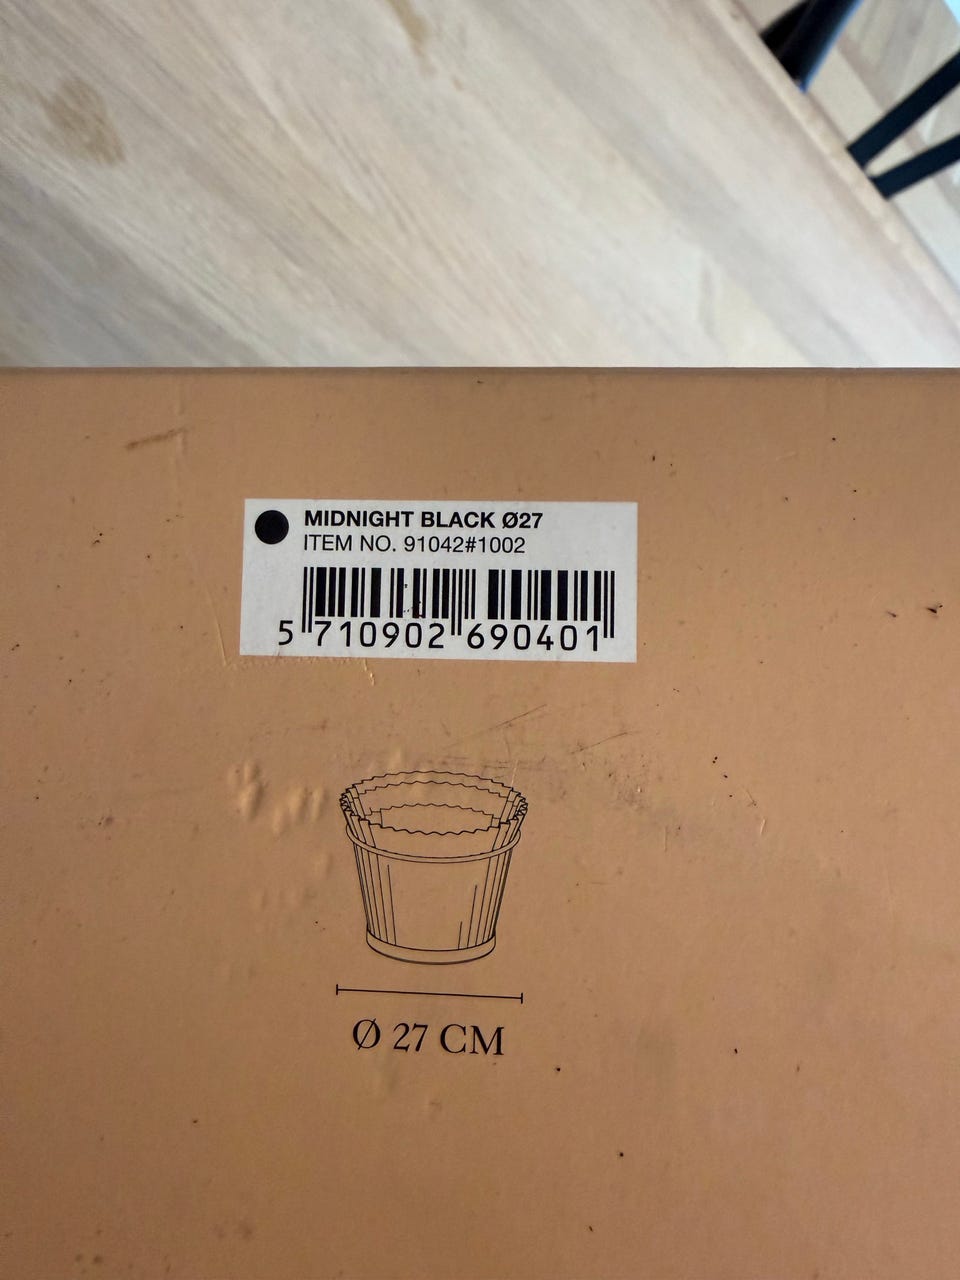 MIDNIGHT BLACK Ø27
ITEM NO. 91042#1002
5 710902 690401
Ø 27 CM